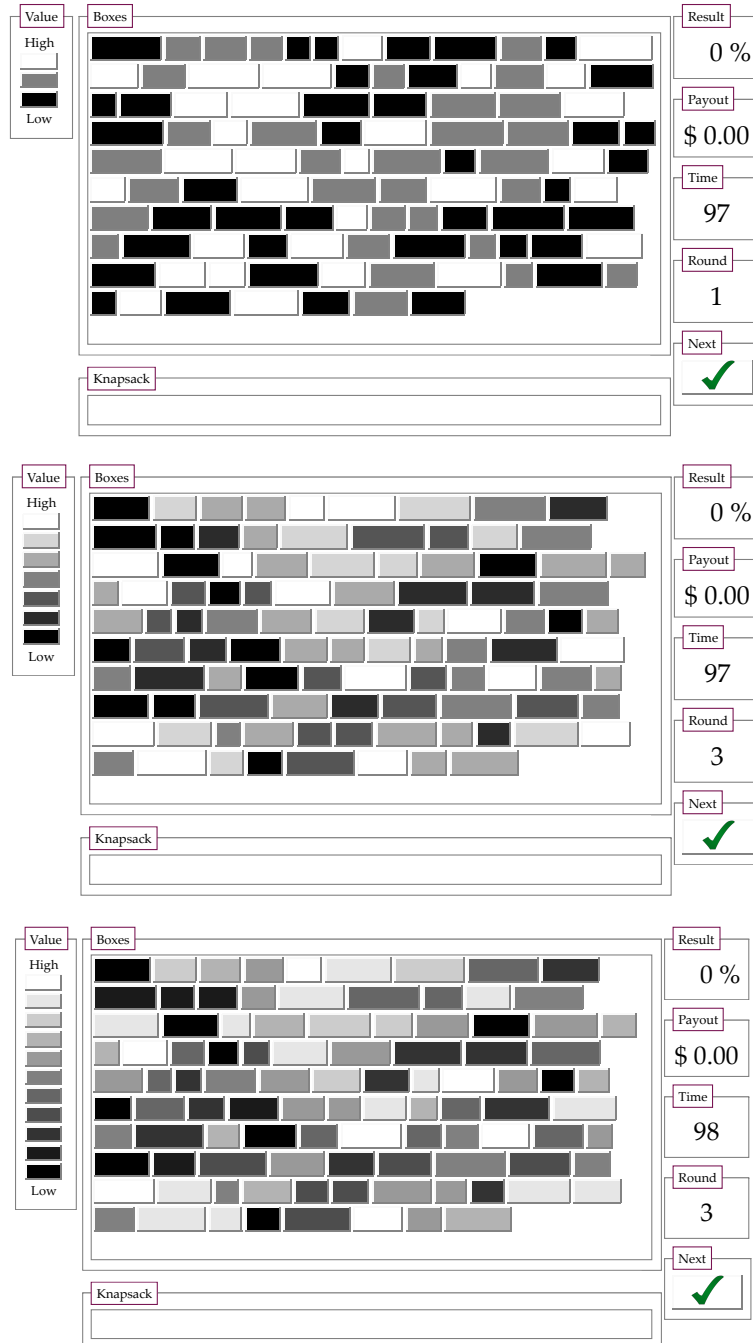 Value
High
Low
Boxes
Knapsack
Result
0 %
Payout
$ 0.00
Time
97
Round
1
Next
Value
High
Low
Boxes
Knapsack
Result
0 %
Payout
$ 0.00
Time
97
Round
3
Next
Value
High
Low
Boxes
Knapsack
Result
0 %
Payout
$ 0.00
Time
98
Round
3
Next